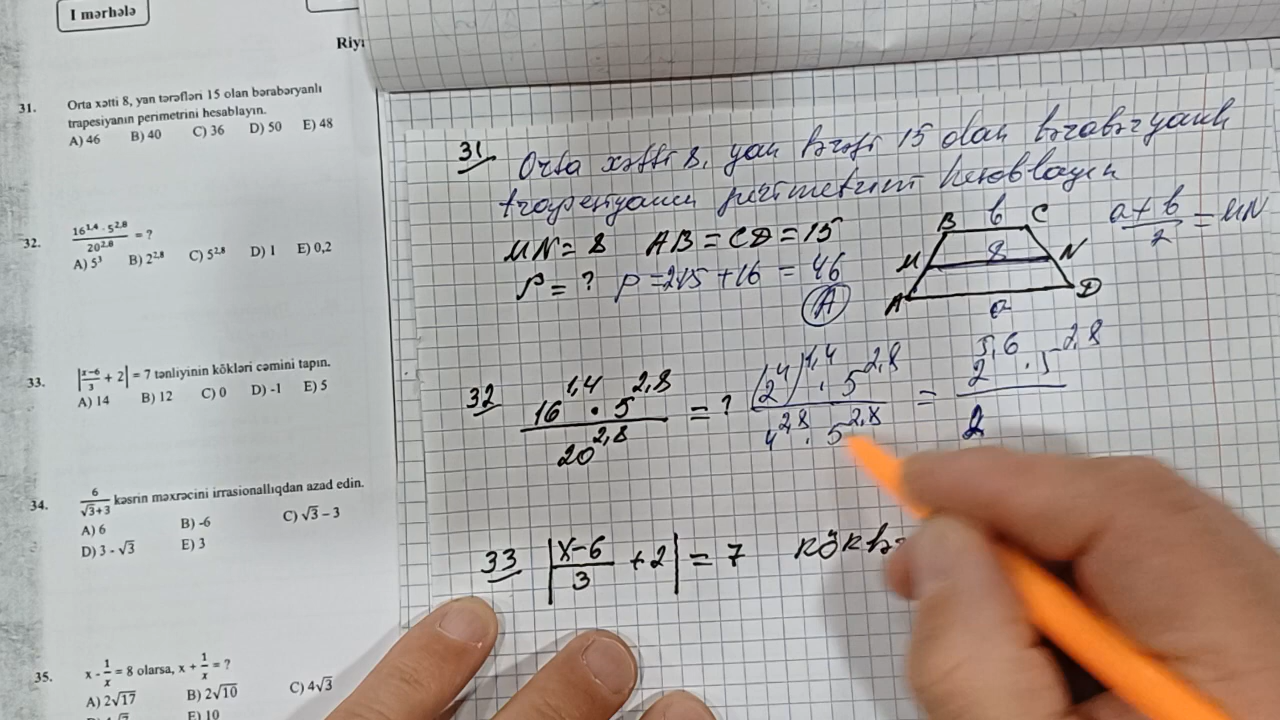 I mərhələ
Riy
31. Orta xətti 8, yan tərəfləri 15 olan bərabəryanlı
trapesiyanın perimetrini hesablayın.
A) 46 B) 40 C) 36 D) 50 E) 48
32. 16^1,4 · 5^2,8 / 20^2,8 = ?
A) 5^3 B) 2^2,8 C) 5^2,8 D) 1 E) 0,2
33. |x−6/3 + 2| = 7 tənliyinin kökləri cəmini tapın.
A) 14 B) 12 C) 0 D) -1 E) 5
34. 6/√3+3 kəsrin məxrəcini irrasionallıqdan azad edin.
A) 6 B) -6 C) √3 − 3
D) 3 - √3 E) 3
35. x - 1/x = 8 olarsa, x + 1/x = ?
A) 2√17 B) 2√10 C) 4√3
E) 10
31 Orta xətti 8, yan tərəfi 15 olan bərabəryanlı
trapesiyanın perimetrini hesablayın
MN = 8 AB = CD = 15
P = ? P = 2·15 + 16 = 46
A
B b C
M 8 N
A a D
a + b / 2 = MN
32 16^1,4 · 5^2,8 / 20^2,8 = ? (2^4)^1,4 · 5^2,8 / 4^2,8 · 5^2,8 = 2^5,6 · 5^2,8 / 2
33 |x−6/3 + 2| = 7